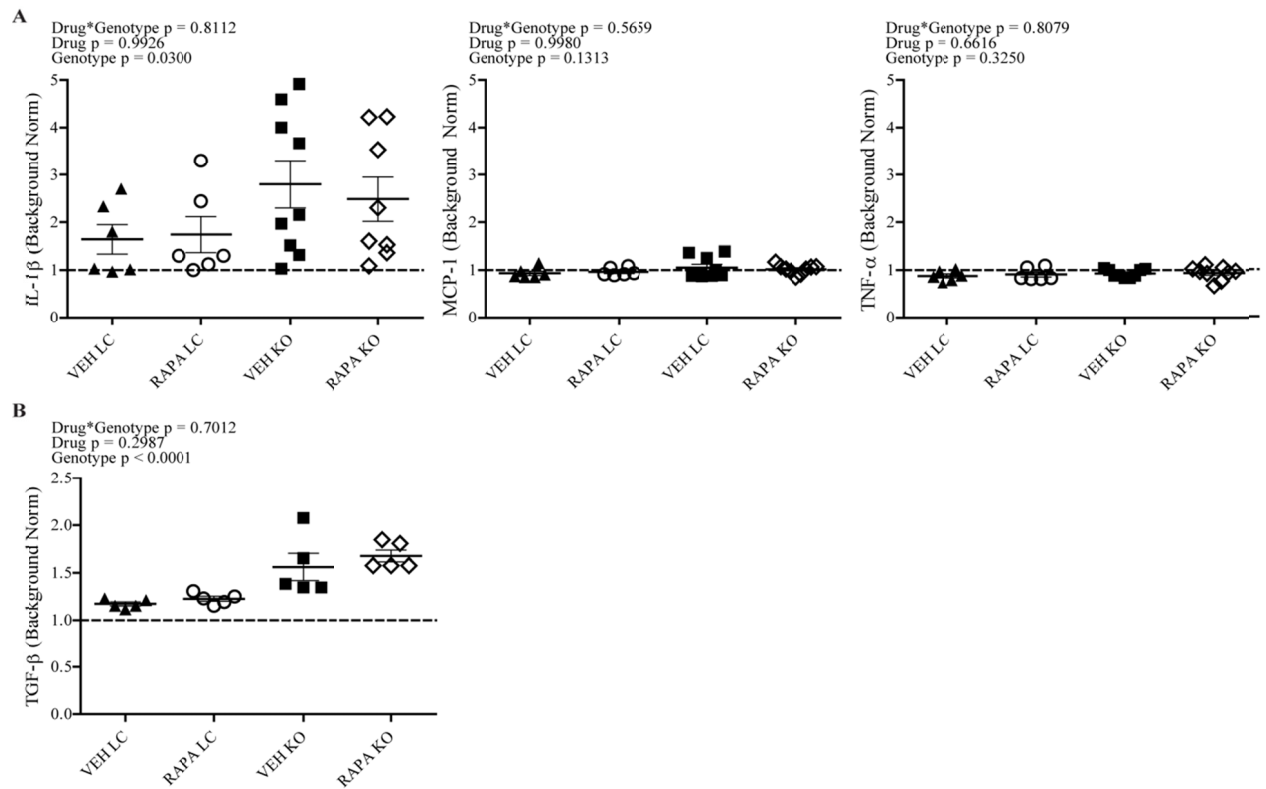 A
Drug*Genotype p = 0.8112
Drug p = 0.9926
Genotype p = 0.0300
IL-1β (Background Norm)
5
4
3
2
1
0
VEH LC
RAPA LC
VEH KO
RAPA KO
Drug*Genotype p = 0.5659
Drug p = 0.9980
Genotype p = 0.1313
MCP-1 (Background Norm)
5
4
3
2
1
0
VEH LC
RAPA LC
VEH LC
RAPA KO
Drug*Genotype p = 0.8079
Drug p = 0.6616
Genotype p = 0.3250
TNF-α (Background Norm)
5
4
3
2
1
0
VEH LC
RAPA LC
VEH KO
RAPA KO
B
Drug*Genotype p = 0.7012
Drug p = 0.2987
Genotype p < 0.0001
TGF-β (Background Norm)
2.5
2.0
1.5
1.0
0.5
0.0
VEH LC
RAPA LC
VEH KO
RAPA KO